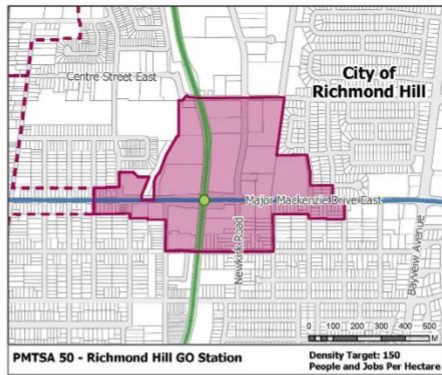 Centre Street East
City of
Richmond Hill
Major Mackenzie Drive East
Newkirk Road
Bayview Avenue
0 100 200 300 400 500
M
PMTSA 50 - Richmond Hill GO Station
Density Target: 150
People and Jobs Per Hectare